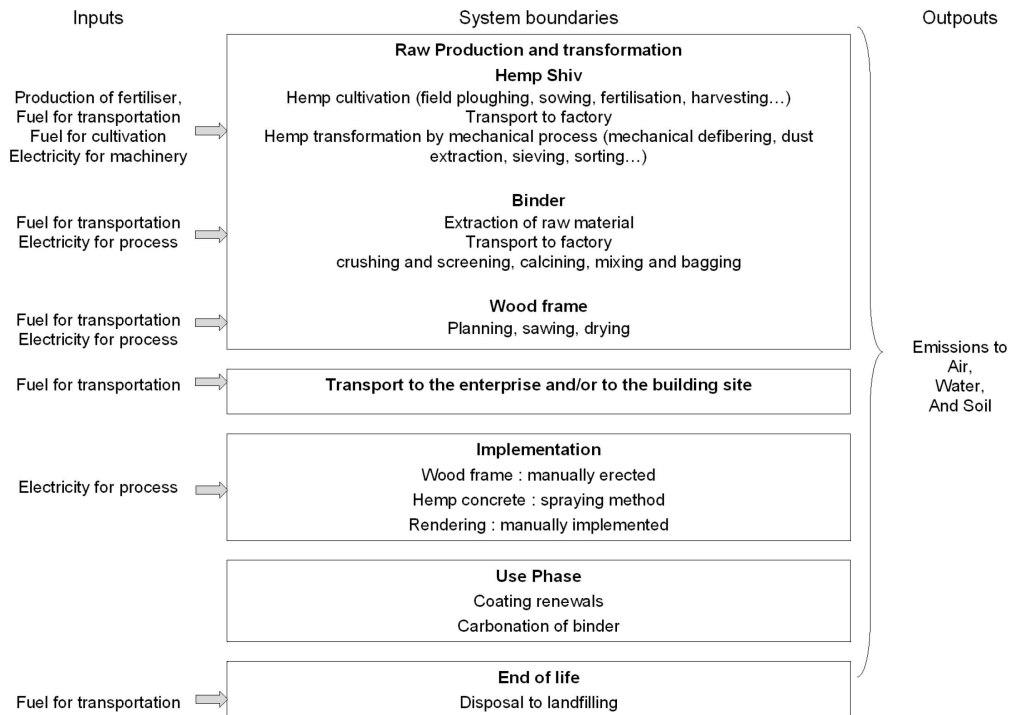 Inputs
System boundaries
Outpouts
Raw Production and transformation
Hemp Shiv
Production of fertiliser,
Fuel for transportation
Fuel for cultivation
Electricity for machinery
Hemp cultivation (field ploughing, sowing, fertilisation, harvesting…)
Transport to factory
Hemp transformation by mechanical process (mechanical defibering, dust
extraction, sieving, sorting…)
Binder
Fuel for transportation
Electricity for process
Extraction of raw material
Transport to factory
crushing and screening, calcining, mixing and bagging
Wood frame
Fuel for transportation
Electricity for process
Planning, sawing, drying
Fuel for transportation
Transport to the enterprise and/or to the building site
Implementation
Electricity for process
Wood frame : manually erected
Hemp concrete : spraying method
Rendering : manually implemented
Use Phase
Coating renewals
Carbonation of binder
End of life
Fuel for transportation
Disposal to landfilling
Emissions to
Air,
Water,
And Soil